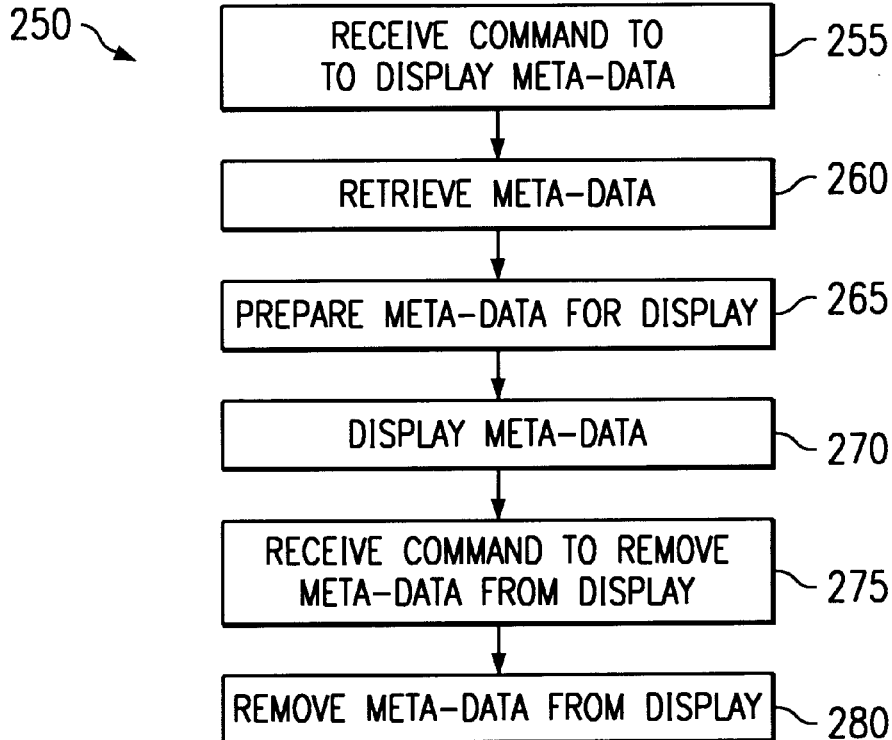 250
RECEIVE COMMAND TO
TO DISPLAY META-DATA
255
RETRIEVE META-DATA
260
PREPARE META-DATA FOR DISPLAY
265
DISPLAY META-DATA
270
RECEIVE COMMAND TO REMOVE
META-DATA FROM DISPLAY
275
REMOVE META-DATA FROM DISPLAY
280